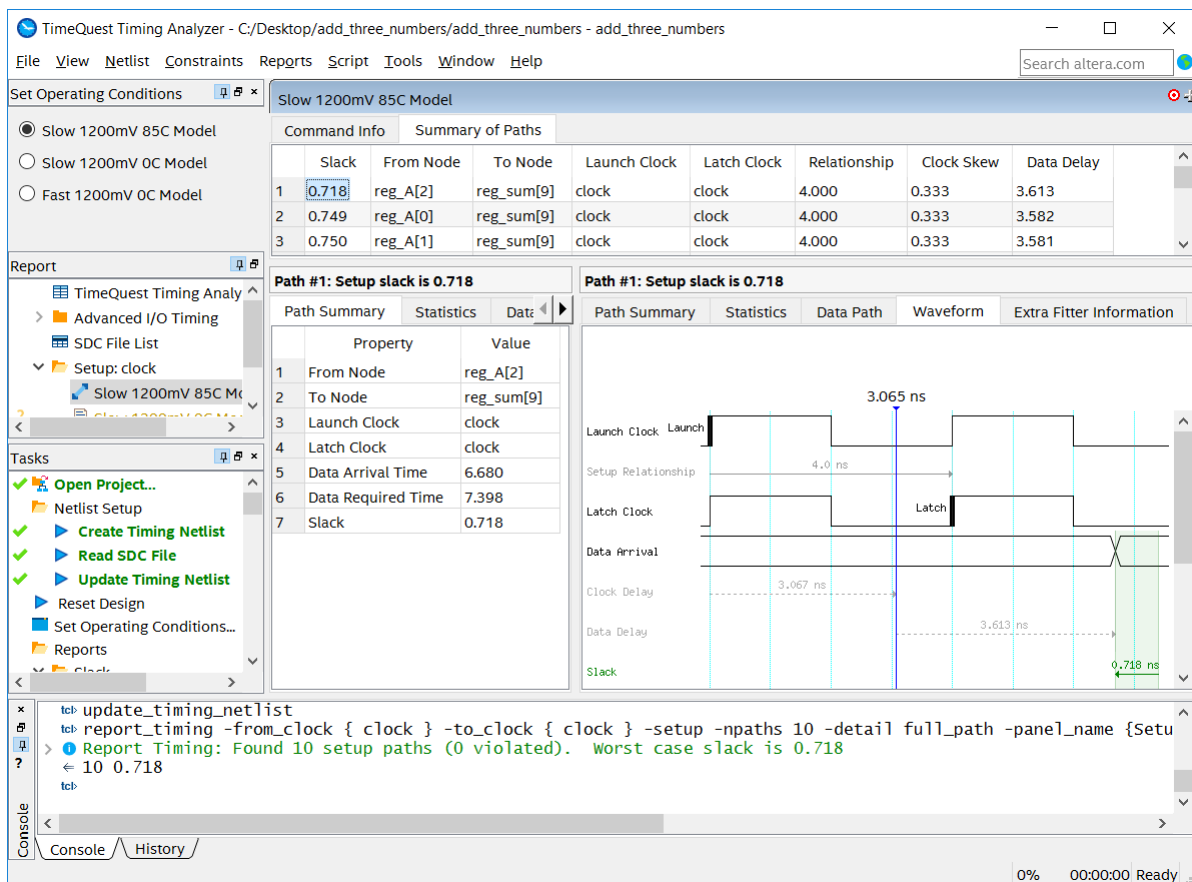 TimeQuest Timing Analyzer - C:/Desktop/add_three_numbers/add_three_numbers - add_three_numbers
File View Netlist Constraints Reports Script Tools Window Help
Search altera.com
Set Operating Conditions
Slow 1200mV 85C Model
Slow 1200mV 0C Model
Fast 1200mV 0C Model
Report
TimeQuest Timing Analy
Advanced I/O Timing
SDC File List
Setup: clock
Slow 1200mV 85C Mo
Tasks
Open Project...
Netlist Setup
Create Timing Netlist
Read SDC File
Update Timing Netlist
Reset Design
Set Operating Conditions...
Reports
Slack
Slow 1200mV 85C Model
Command Info Summary of Paths
Slack From Node To Node Launch Clock Latch Clock Relationship Clock Skew Data Delay
1 0.718 reg_A[2] reg_sum[9] clock clock 4.000 0.333 3.613
2 0.749 reg_A[0] reg_sum[9] clock clock 4.000 0.333 3.582
3 0.750 reg_A[1] reg_sum[9] clock clock 4.000 0.333 3.581
Path #1: Setup slack is 0.718
Path Summary Statistics Data
Property Value
1 From Node reg_A[2]
2 To Node reg_sum[9]
3 Launch Clock clock
4 Latch Clock clock
5 Data Arrival Time 6.680
6 Data Required Time 7.398
7 Slack 0.718
Path #1: Setup slack is 0.718
Path Summary Statistics Data Path Waveform Extra Fitter Information
3.065 ns
Launch Clock Launch
Setup Relationship 4.0 ns
Latch Clock Latch
Data Arrival
Clock Delay 3.067 ns
Data Delay 3.613 ns
Slack 0.718 ns
tcl> update_timing_netlist
tcl> report_timing -from_clock { clock } -to_clock { clock } -setup -npaths 10 -detail full_path -panel_name {Setu
Report Timing: Found 10 setup paths (0 violated). Worst case slack is 0.718
10 0.718
tcl>
?
Console
Console History
0% 00:00:00 Ready